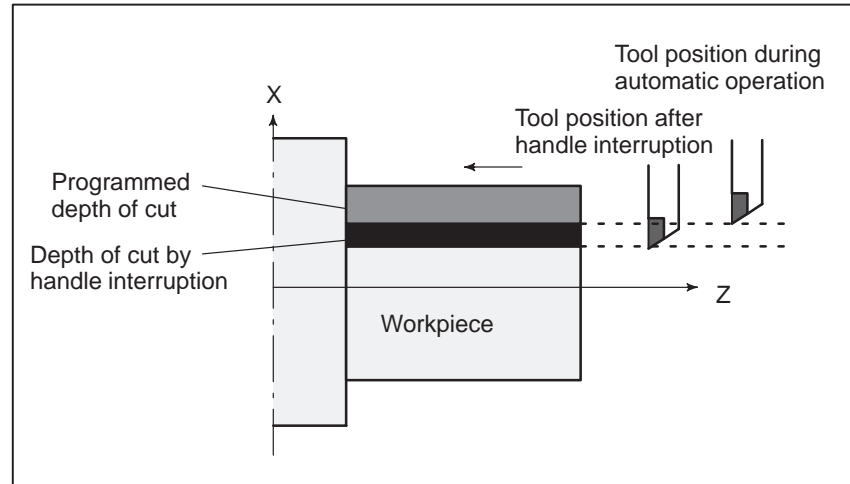 Tool position during
automatic operation
X
Tool position after
handle interruption
Programmed
depth of cut
Depth of cut by
handle interruption
Z
Workpiece